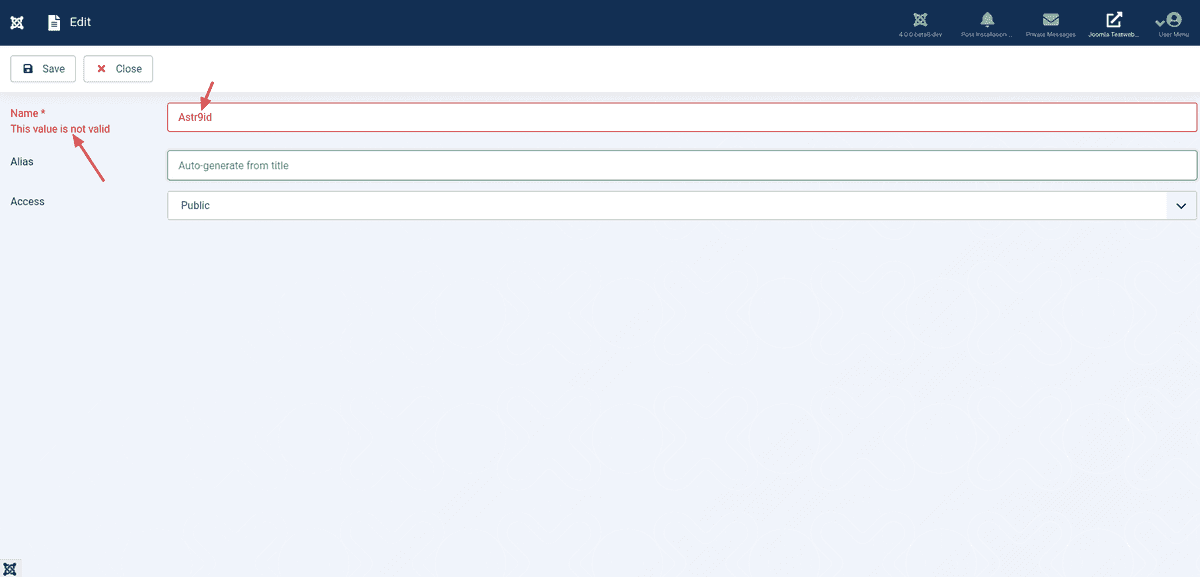 Edit
4.0.0-beta6-dev
Post Installation ...
Private Messages
Joomla Testweb...
User Menu
Save
Close
Name *
This value is not valid
Astr9id
Alias
Auto-generate from title
Access
Public